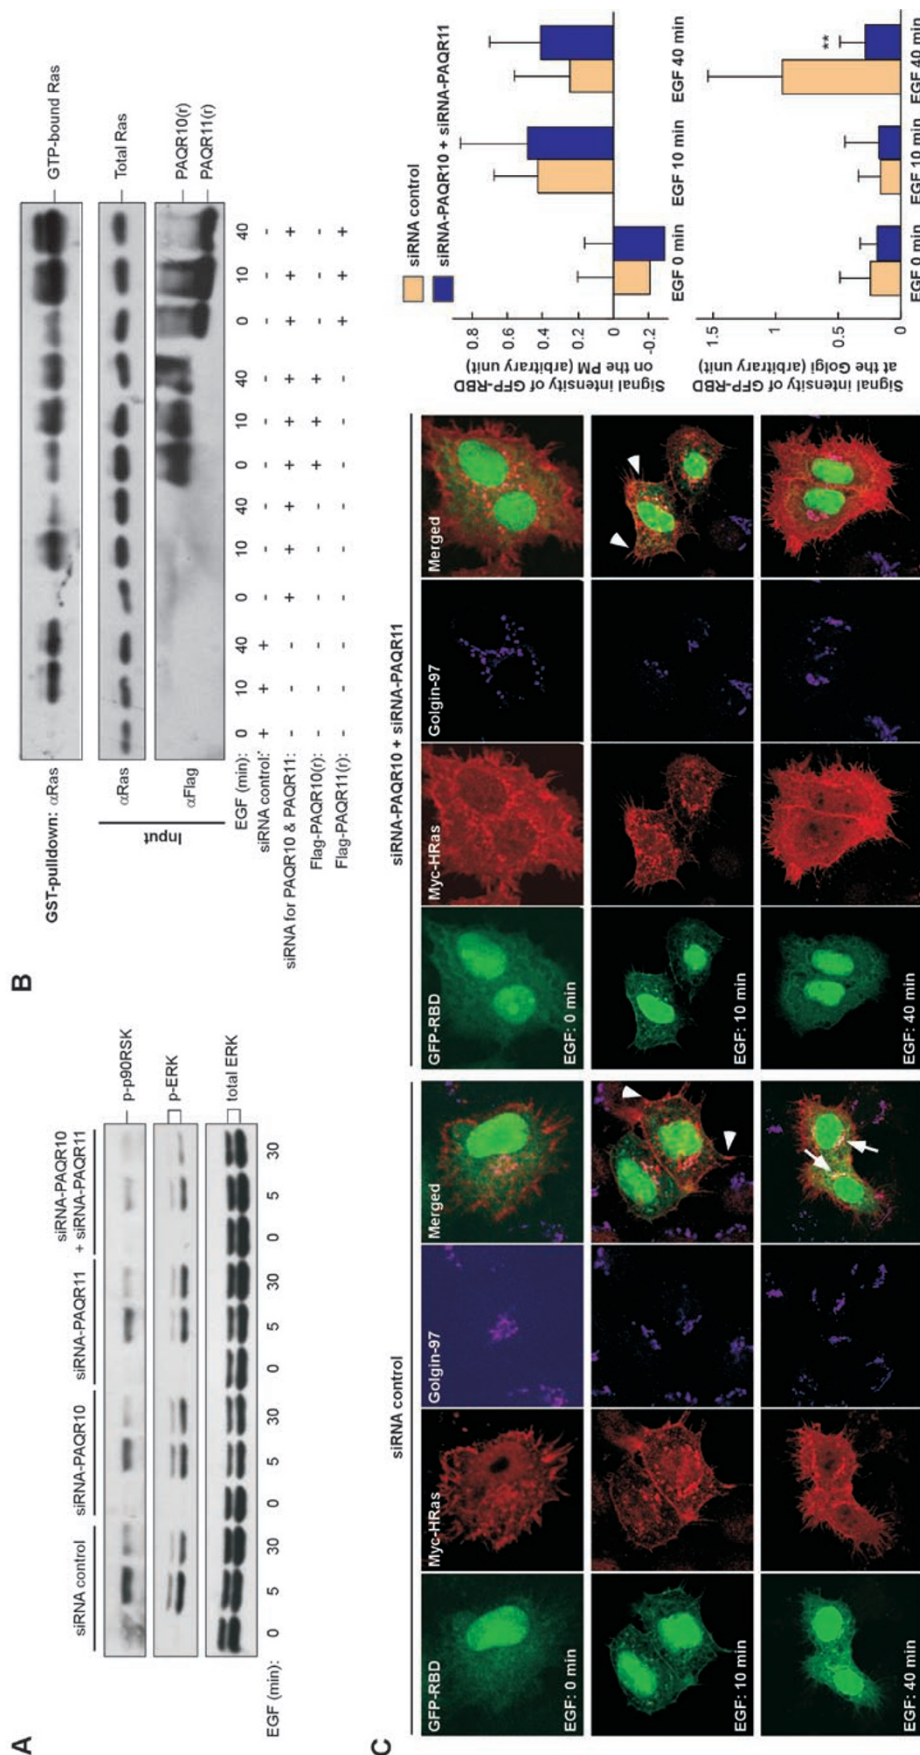 A
siRNA control
siRNA-PAQR10
siRNA-PAQR11
siRNA-PAQR10
+ siRNA-PAQR11
p-p90RSK
p-ERK
total ERK
EGF (min): 0 5 30 0 5 30 0 5 30 0 5 30
B
GST-pulldown: αRas
GTP-bound Ras
Input
αRas
Total Ras
αFlag
PAQR10(r)
PAQR11(r)
EGF (min): 0 10 40 0 10 40 0 10 40 0 10 40
siRNA control: + + + - - - - - - - - -
siRNA for PAQR10 & PAQR11: - - - + + + + + + + + +
Flag-PAQR10(r): - - - - - - + + + - - -
Flag-PAQR11(r): - - - - - - - - - + + +
C
siRNA control
siRNA-PAQR10 + siRNA-PAQR11
GFP-RBD
Myc-HRas
Golgin-97
Merged
GFP-RBD
Myc-HRas
Golgin-97
Merged
EGF: 0 min
EGF: 0 min
EGF: 10 min
EGF: 10 min
EGF: 40 min
EGF: 40 min
siRNA control
siRNA-PAQR10 + siRNA-PAQR11
Signal intensity of GFP-RBD
on the PM (arbitrary unit)
0.8
0.6
0.4
0.2
0
-0.2
EGF 0 min
EGF 10 min
EGF 40 min
Signal intensity of GFP-RBD
at the Golgi (arbitrary unit)
1.5
1.0
0.5
0
**
EGF 0 min
EGF 10 min
EGF 40 min